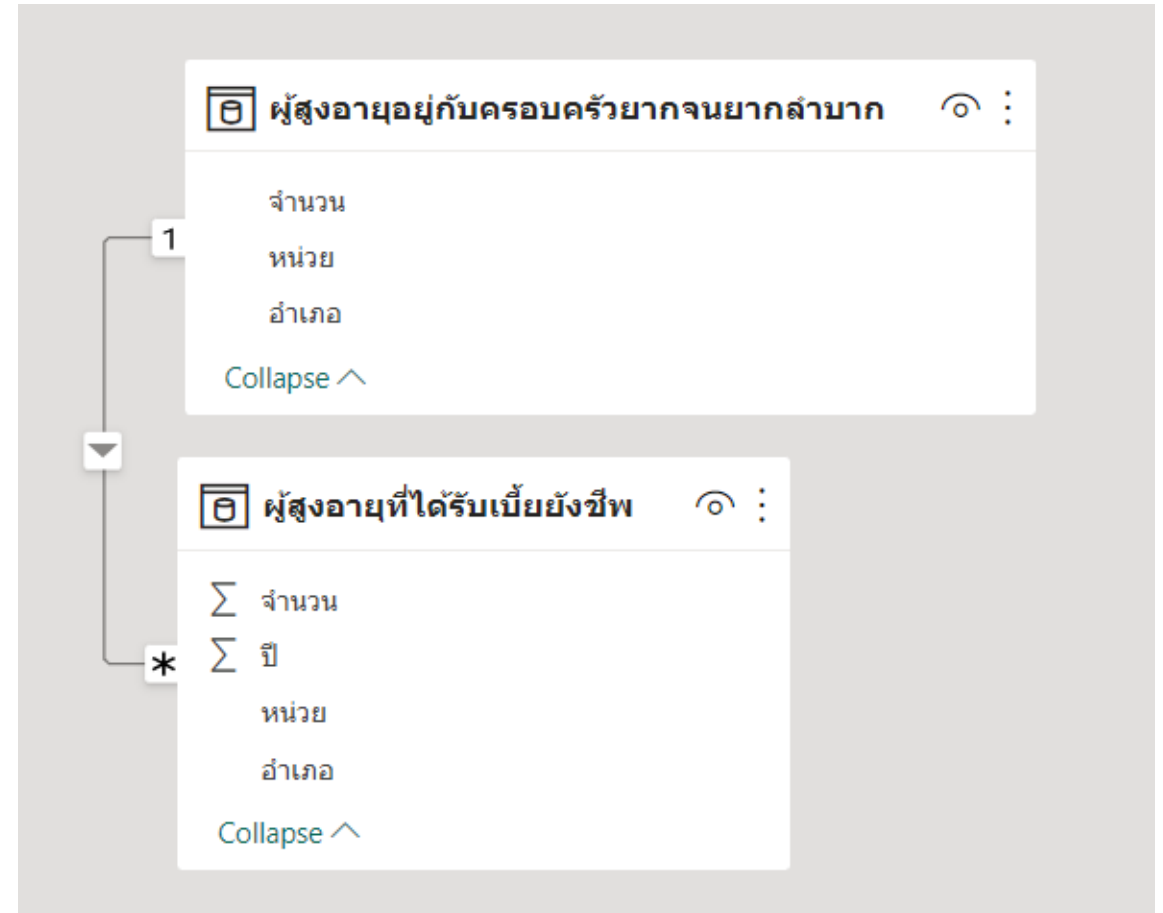 ผู้สูงอายุอยู่กับครอบครัวยากจนยากลำบาก
จำนวน
1
หน่วย
อำเภอ
Collapse
ผู้สูงอายุที่ได้รับเบี้ยยังชีพ
∑ จำนวน
* ∑ ปี
หน่วย
อำเภอ
Collapse